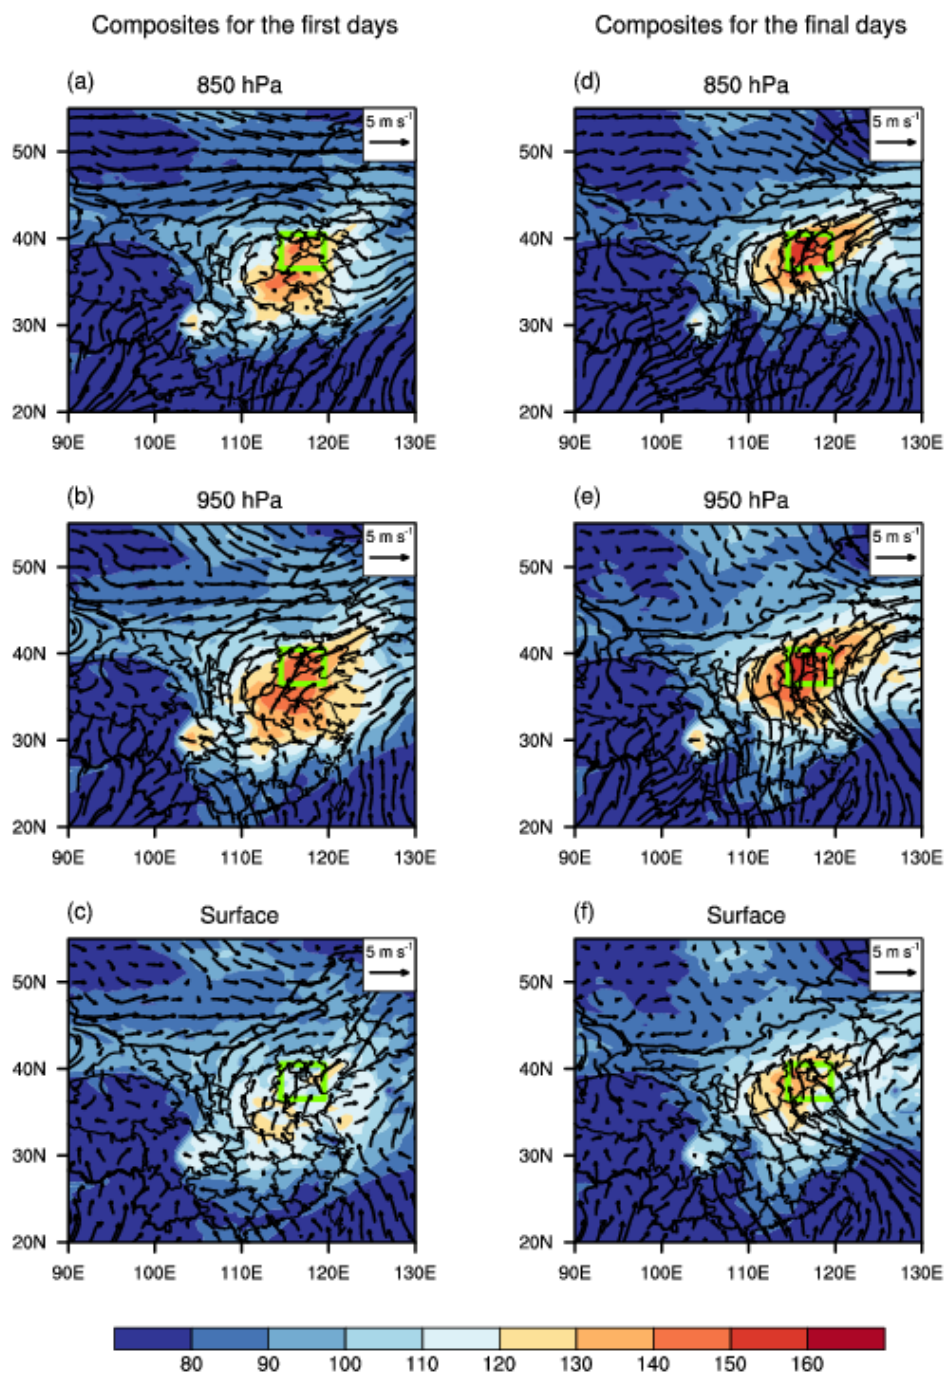 Composites for the first days
Composites for the final days
(a)
850 hPa
5 m s-1
50N
40N
30N
20N
90E
100E
110E
120E
130E
(d)
850 hPa
5 m s-1
50N
40N
30N
20N
90E
100E
110E
120E
130E
(b)
950 hPa
5 m s-1
50N
40N
30N
20N
90E
100E
110E
120E
130E
(e)
950 hPa
5 m s-1
50N
40N
30N
20N
90E
100E
110E
120E
130E
(c)
Surface
5 m s-1
50N
40N
30N
20N
90E
100E
110E
120E
130E
(f)
Surface
5 m s-1
50N
40N
30N
20N
90E
100E
110E
120E
130E
80
90
100
110
120
130
140
150
160